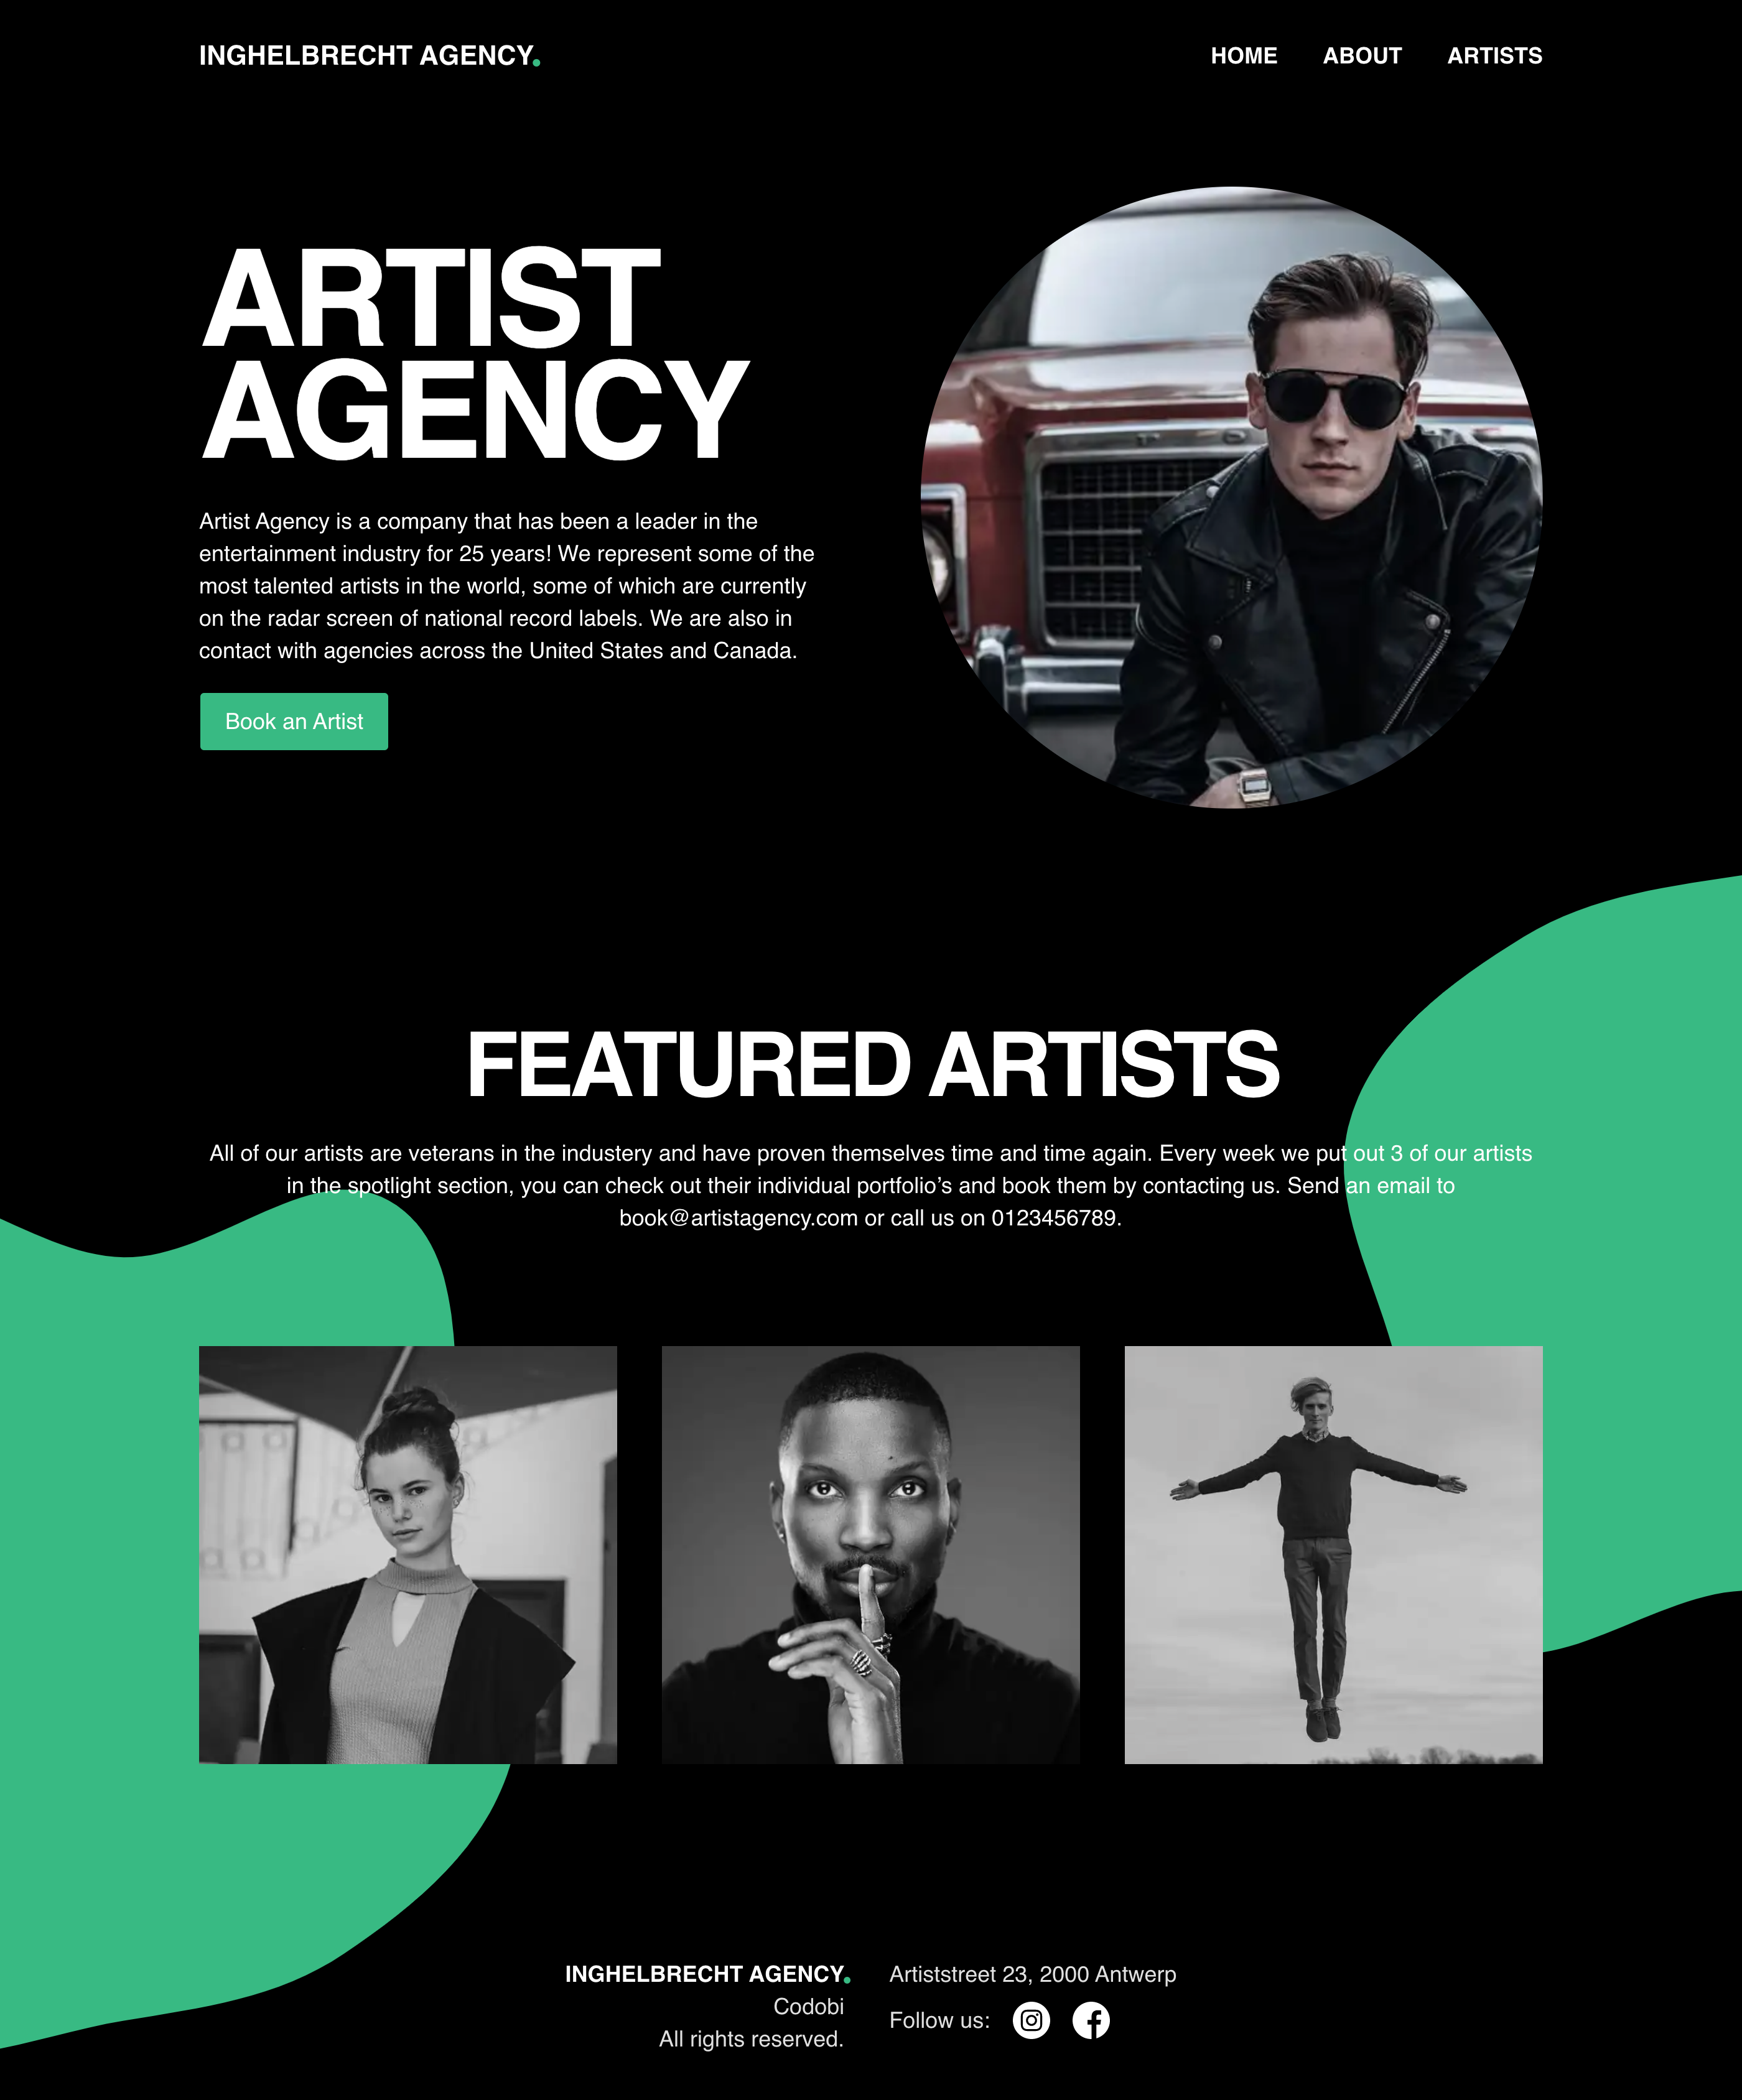 INGHELBRECHT AGENCY.
HOME ABOUT ARTISTS
ARTIST
AGENCY
Artist Agency is a company that has been a leader in the
entertainment industry for 25 years! We represent some of the
most talented artists in the world, some of which are currently
on the radar screen of national record labels. We are also in
contact with agencies across the United States and Canada.
Book an Artist
FEATURED ARTISTS
All of our artists are veterans in the industery and have proven themselves time and time again. Every week we put out 3 of our artists
in the spotlight section, you can check out their individual portfolio’s and book them by contacting us. Send an email to
book@artistagency.com or call us on 0123456789.
INGHELBRECHT AGENCY.
Codobi
All rights reserved.
Artiststreet 23, 2000 Antwerp
Follow us: